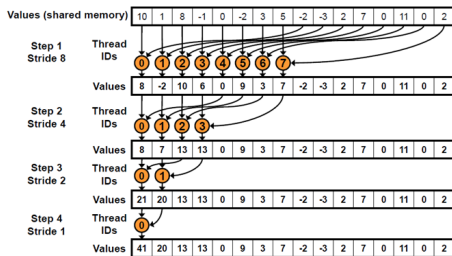 Values (shared memory) 10 1 8 -1 0 -2 3 5 -2 -3 2 7 0 11 0 2
Step 1 Stride 8 Thread IDs 0 1 2 3 4 5 6 7
Values 8 -2 10 6 0 9 3 7 -2 -3 2 7 0 11 0 2
Step 2 Stride 4 Thread IDs 0 1 2 3
Values 8 7 13 13 0 9 3 7 -2 -3 2 7 0 11 0 2
Step 3 Stride 2 Thread IDs 0 1
Values 21 20 13 13 0 9 3 7 -2 -3 2 7 0 11 0 2
Step 4 Stride 1 Thread IDs 0
Values 41 20 13 13 0 9 3 7 -2 -3 2 7 0 11 0 2